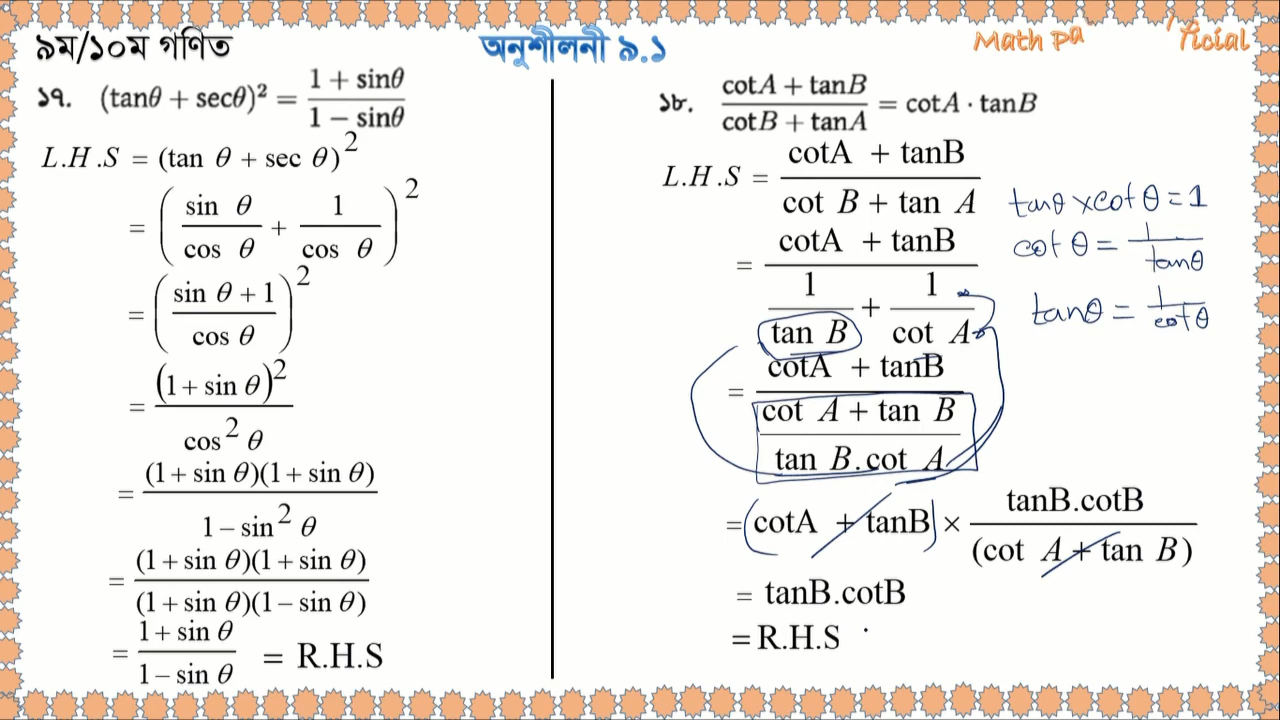 ৯ম/১০ম গণিত
অনুশীলনী ৯.১
Math Pa
ficial
১৭. (tanθ + secθ)² = (1 + sinθ)/(1 − sinθ)
L.H.S = (tan θ + sec θ)²
= (sin θ/cos θ + 1/cos θ)²
= ((sin θ + 1)/cos θ)²
= (1 + sin θ)²/cos² θ
= (1 + sin θ)(1 + sin θ)/(1 − sin² θ)
= (1 + sin θ)(1 + sin θ)/(1 + sin θ)(1 − sin θ)
= (1 + sin θ)/(1 − sin θ) = R.H.S
১৮. (cotA + tanB)/(cotB + tanA) = cotA · tanB
L.H.S = (cotA + tanB)/(cot B + tan A)
= (cotA + tanB)/(1/tan B + 1/cot A)
= (cotA + tanB)/((cot A + tan B)/(tan B.cot A))
= (cotA + tanB) × tanB.cotB/(cot A + tan B)
= tanB.cotB
= R.H.S
tanθ × cot θ = 1
cot θ = 1/tanθ
tanθ = 1/cotθ